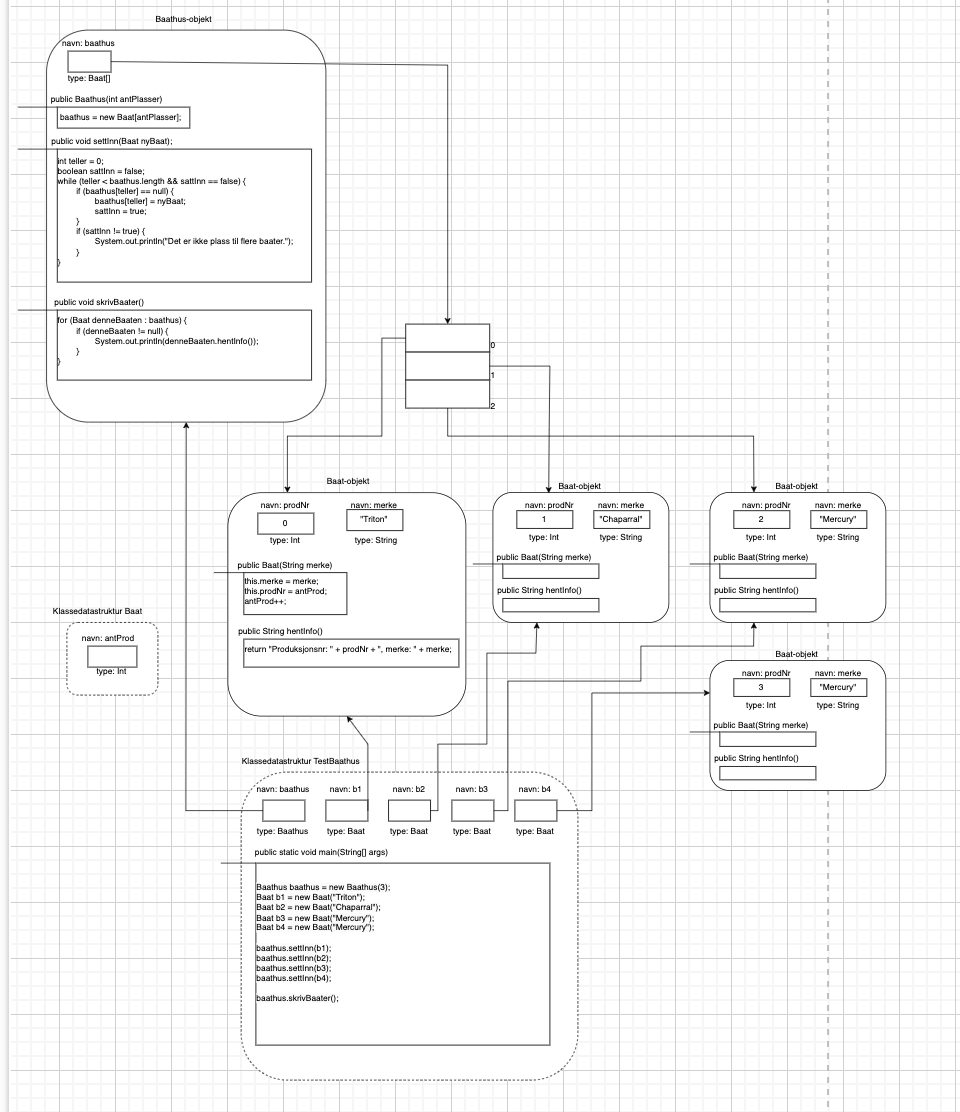 Baathus-objekt
navn: baathus
type: Baat[]
public Baathus(int antPlasser)
baathus = new Baat[antPlasser];
public void settInn(Baat nyBaat);
int teller = 0;
boolean sattInn = false;
while (teller < baathus.length && sattInn == false) {
if (baathus[teller] == null) {
baathus[teller] = nyBaat;
sattInn = true;
}
if (sattInn != true) {
System.out.println("Det er ikke plass til flere baater.");
}
}
public void skrivBaater()
for (Baat denneBaaten : baathus) {
if (denneBaaten != null) {
System.out.println(denneBaaten.hentInfo());
}
}
0
1
2
Baat-objekt
navn: prodNr
navn: merke
0
"Triton"
type: Int
type: String
public Baat(String merke)
this.merke = merke;
this.prodNr = antProd;
antProd++;
public String hentInfo()
return "Produksjonsnr: " + prodNr + ", merke: " + merke;
Baat-objekt
navn: prodNr
navn: merke
1
"Chaparral"
type: Int
type: String
public Baat(String merke)
public String hentInfo()
Baat-objekt
navn: prodNr
navn: merke
2
"Mercury"
type: Int
type: String
public Baat(String merke)
public String hentInfo()
Klassedatastruktur Baat
navn: antProd
type: Int
Baat-objekt
navn: prodNr
navn: merke
3
"Mercury"
type: Int
type: String
public Baat(String merke)
public String hentInfo()
Klassedatastruktur TestBaathus
navn: baathus
navn: b1
navn: b2
navn: b3
navn: b4
type: Baathus
type: Baat
type: Baat
type: Baat
type: Baat
public static void main(String[] args)
Baathus baathus = new Baathus(3);
Baat b1 = new Baat("Triton");
Baat b2 = new Baat("Chaparral");
Baat b3 = new Baat("Mercury");
Baat b4 = new Baat("Mercury");
baathus.settInn(b1);
baathus.settInn(b2);
baathus.settInn(b3);
baathus.settInn(b4);
baathus.skrivBaater();